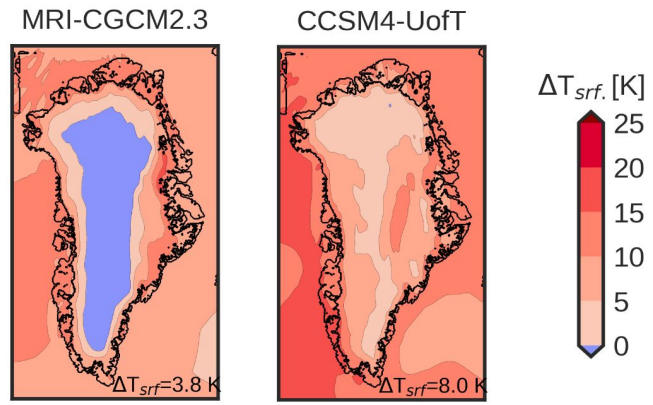 MRI-CGCM2.3
CCSM4-UofT
ΔTsrf. [K]
25
20
15
10
5
0
ΔTsrf=3.8 K
ΔTsrf=8.0 K